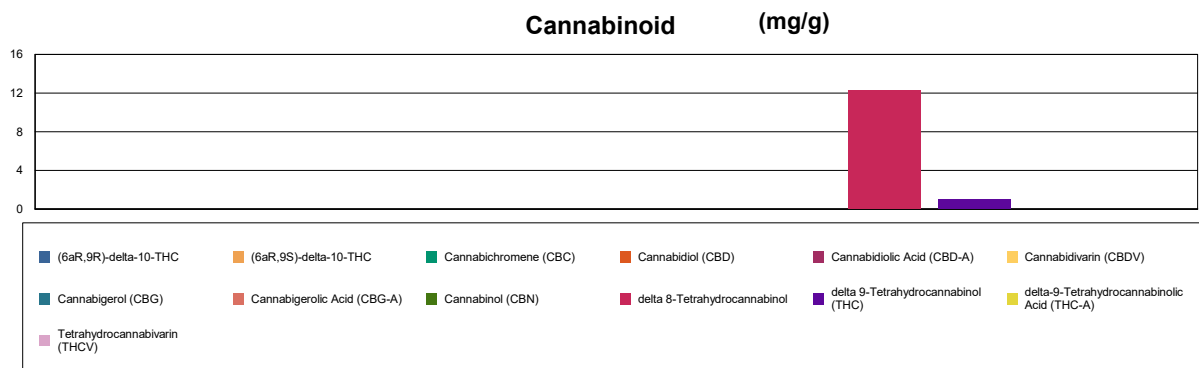 Cannabinoid (mg/g)
16
12
8
4
0
(6aR,9R)-delta-10-THC
(6aR,9S)-delta-10-THC
Cannabichromene (CBC)
Cannabidiol (CBD)
Cannabidiolic Acid (CBD-A)
Cannabidivarin (CBDV)
Cannabigerol (CBG)
Cannabigerolic Acid (CBG-A)
Cannabinol (CBN)
delta 8-Tetrahydrocannabinol
delta 9-Tetrahydrocannabinol
(THC)
delta-9-Tetrahydrocannabinolic
Acid (THC-A)
Tetrahydrocannabivarin
(THCV)